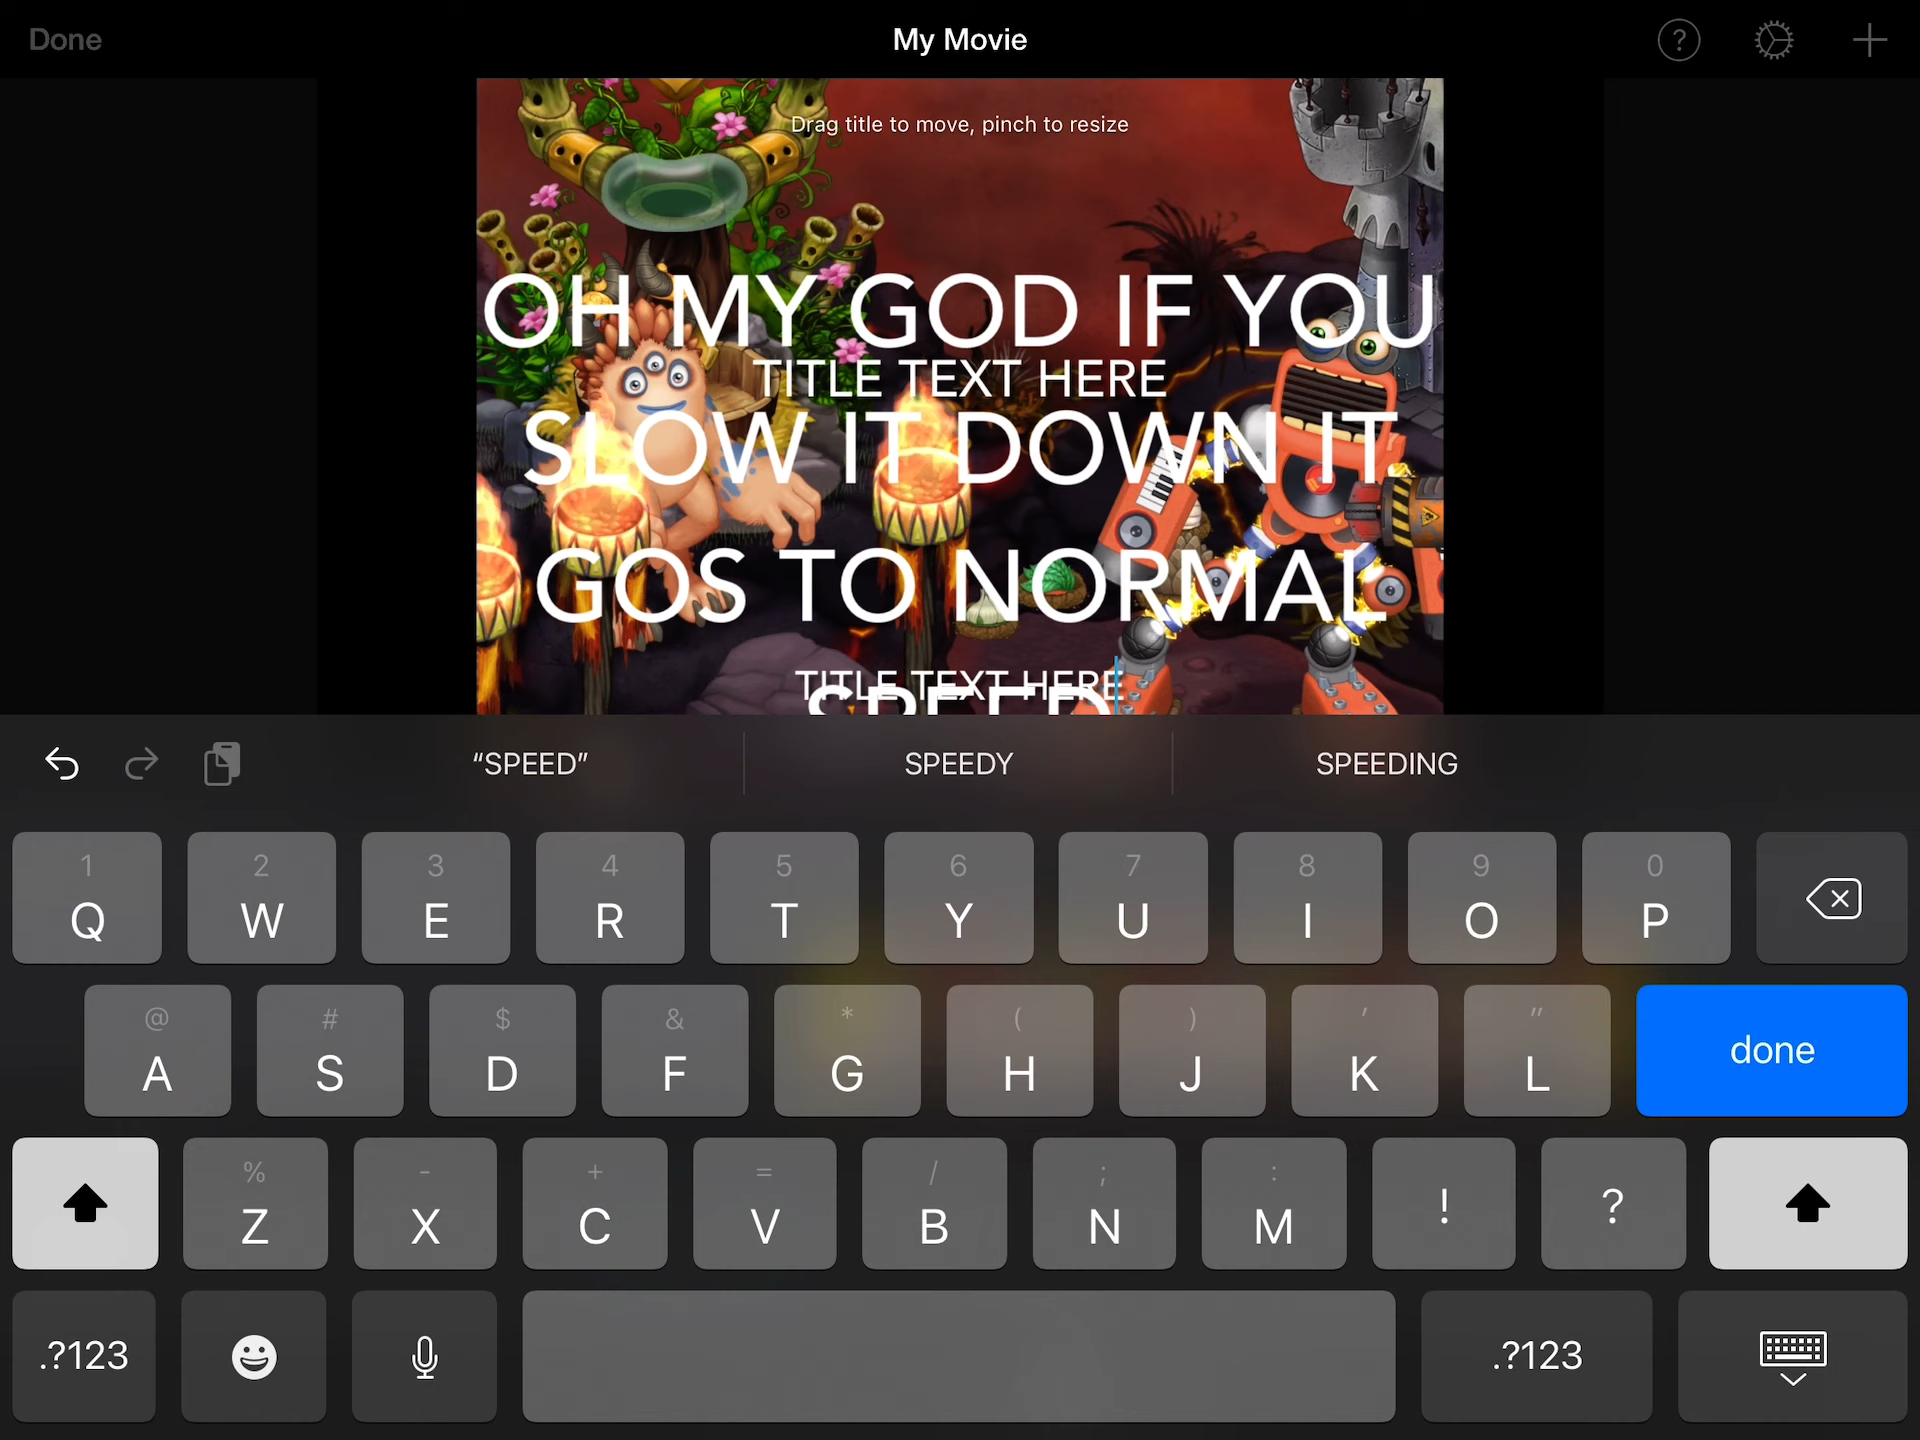 Done
My Movie
?
Drag title to move, pinch to resize
OH MY GOD IF YOU
TITLE TEXT HERE
SLOW IT DOWN IT
GOS TO NORMAL
TITLE TEXT HERE
SPEED
“SPEED”
SPEEDY
SPEEDING
1 2 3 4 5 6 7 8 9 0
Q W E R T Y U I O P
@ # $ & * ( ) ' "
A S D F G H J K L
done
% - + = / ; :
Z X C V B N M ! ?
.?123
.?123